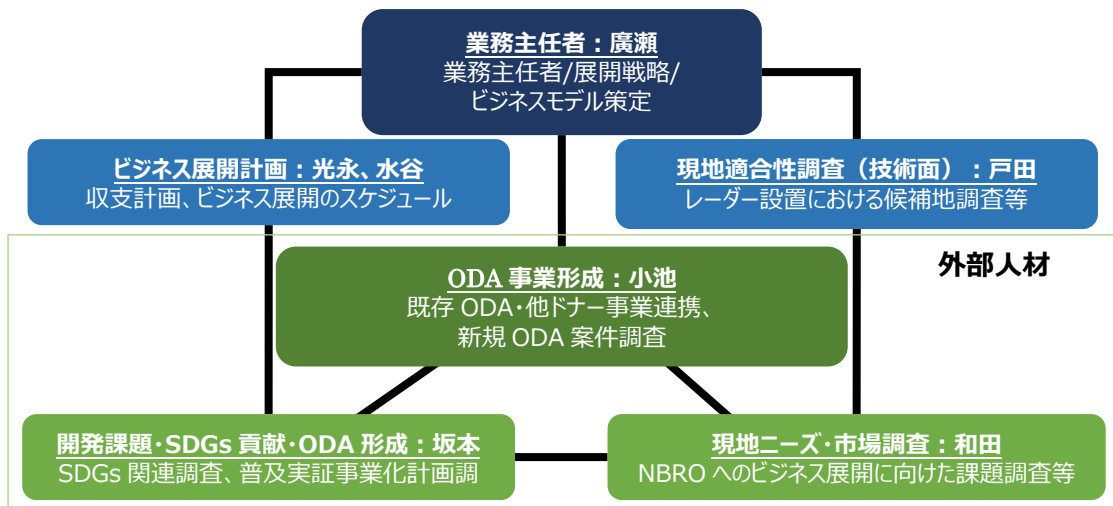 業務主任者：廣瀬
業務主任者/展開戦略/
ビジネスモデル策定
ビジネス展開計画：光永、水谷
収支計画、ビジネス展開のスケジュール
現地適合性調査（技術面）：戸田
レーダー設置における候補地調査等
外部人材
ODA 事業形成：小池
既存 ODA・他ドナー事業連携、
新規 ODA 案件調査
開発課題・SDGs 貢献・ODA 形成：坂本
SDGs 関連調査、普及実証事業化計画調
現地ニーズ・市場調査：和田
NBRO へのビジネス展開に向けた課題調査等